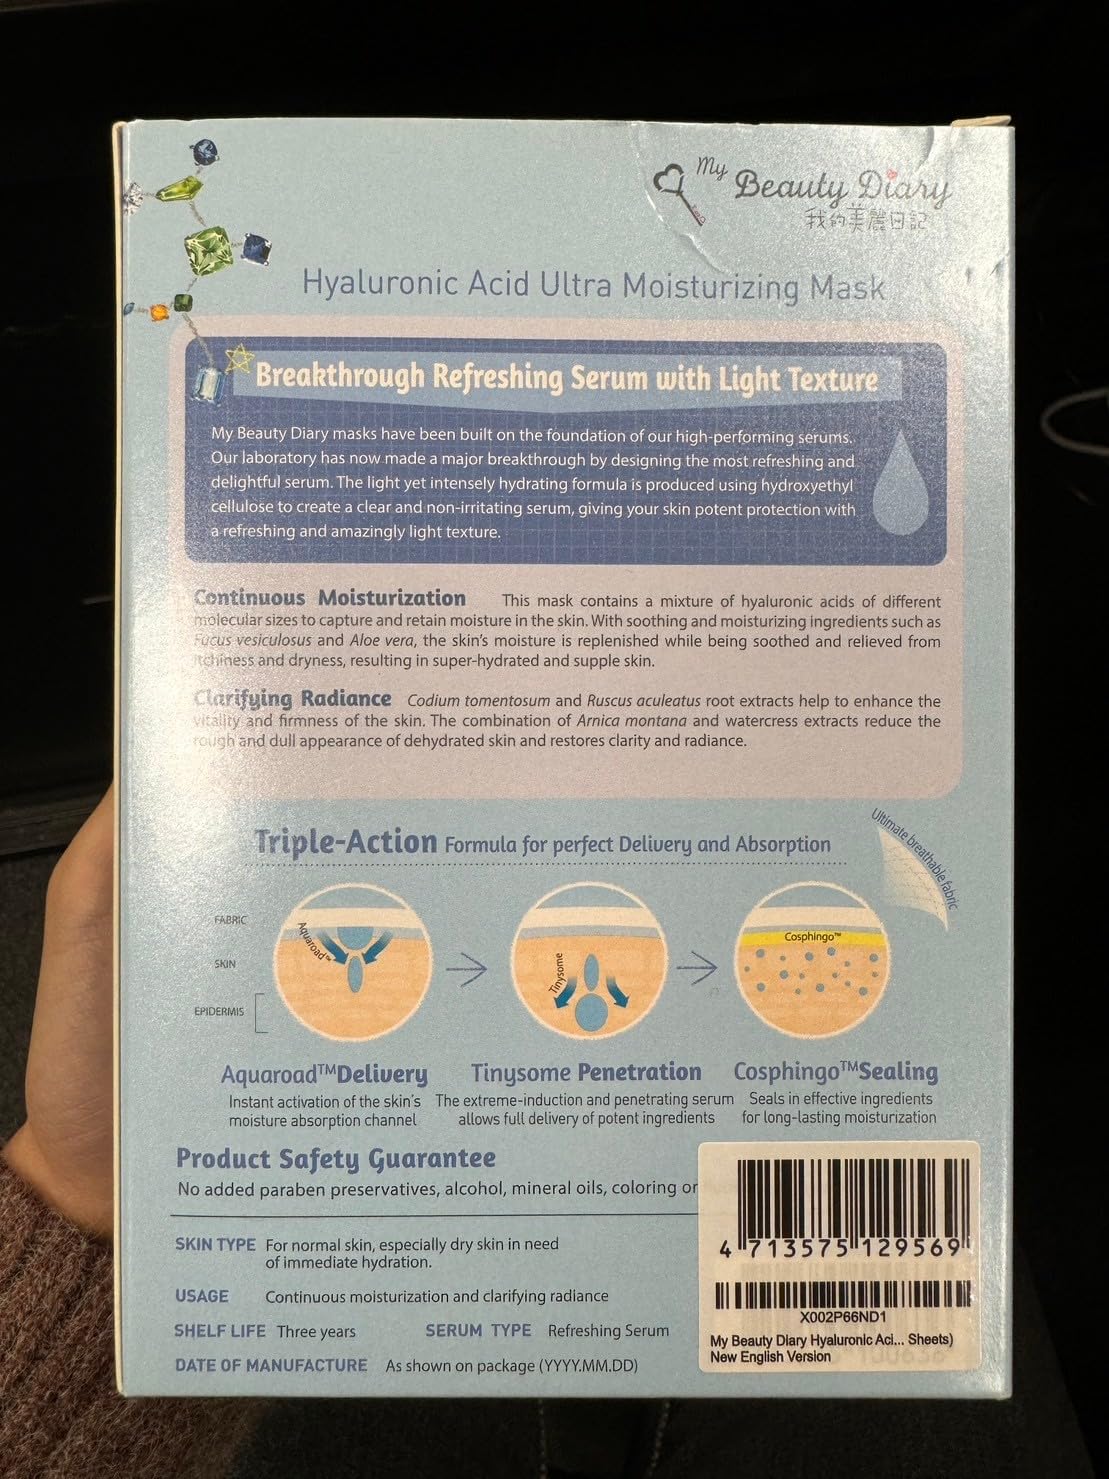 My Beauty Diary
我的美麗日記
Hyaluronic Acid Ultra Moisturizing Mask
Breakthrough Refreshing Serum with Light Texture
My Beauty Diary masks have been built on the foundation of our high-performing serums.
Our laboratory has now made a major breakthrough by designing the most refreshing and
delightful serum. The light yet intensely hydrating formula is produced using hydroxyethyl
cellulose to create a clear and non-irritating serum, giving your skin potent protection with
a refreshing and amazingly light texture.
Continuous Moisturization This mask contains a mixture of hyaluronic acids of different
molecular sizes to capture and retain moisture in the skin. With soothing and moisturizing ingredients such as
Fucus vesiculosus and Aloe vera, the skin's moisture is replenished while being soothed and relieved from
itchiness and dryness, resulting in super-hydrated and supple skin.
Clarifying Radiance Codium tomentosum and Ruscus aculeatus root extracts help to enhance the
vitality and firmness of the skin. The combination of Arnica montana and watercress extracts reduce the
rough and dull appearance of dehydrated skin and restores clarity and radiance.
Triple-Action Formula for perfect Delivery and Absorption
Ultimate breathable fabric
FABRIC
SKIN
EPIDERMIS
Aquaroad™
Tinysome
Cosphingo™
Aquaroad™Delivery
Instant activation of the skin's
moisture absorption channel
Tinysome Penetration
The extreme-induction and penetrating serum
allows full delivery of potent ingredients
Cosphingo™Sealing
Seals in effective ingredients
for long-lasting moisturization
Product Safety Guarantee
No added paraben preservatives, alcohol, mineral oils, coloring or
SKIN TYPE For normal skin, especially dry skin in need
of immediate hydration.
USAGE Continuous moisturization and clarifying radiance
SHELF LIFE Three years SERUM TYPE Refreshing Serum
DATE OF MANUFACTURE As shown on package (YYYY.MM.DD)
4 713575 129569
X002P66ND1
My Beauty Diary Hyaluronic Aci... Sheets)
New English Version